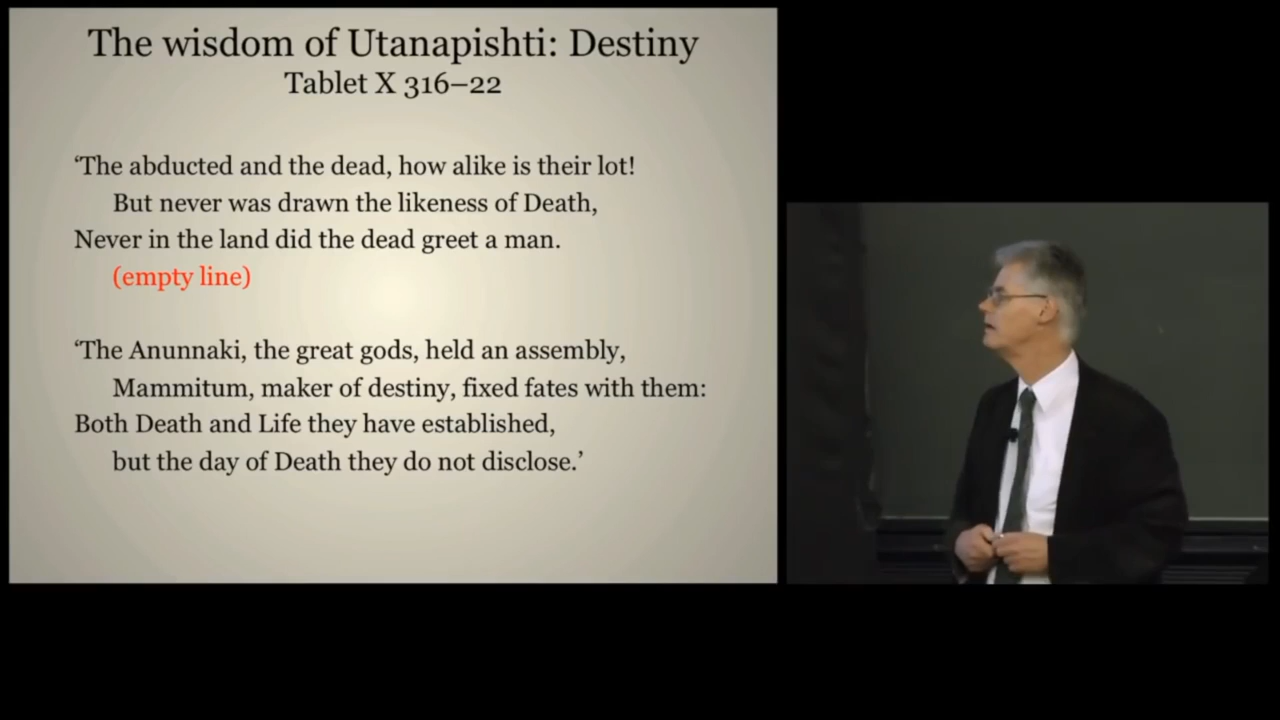 The wisdom of Utanapishti: Destiny
Tablet X 316–22
‘The abducted and the dead, how alike is their lot!
But never was drawn the likeness of Death,
Never in the land did the dead greet a man.
(empty line)
‘The Anunnaki, the great gods, held an assembly,
Mammitum, maker of destiny, fixed fates with them:
Both Death and Life they have established,
but the day of Death they do not disclose.’